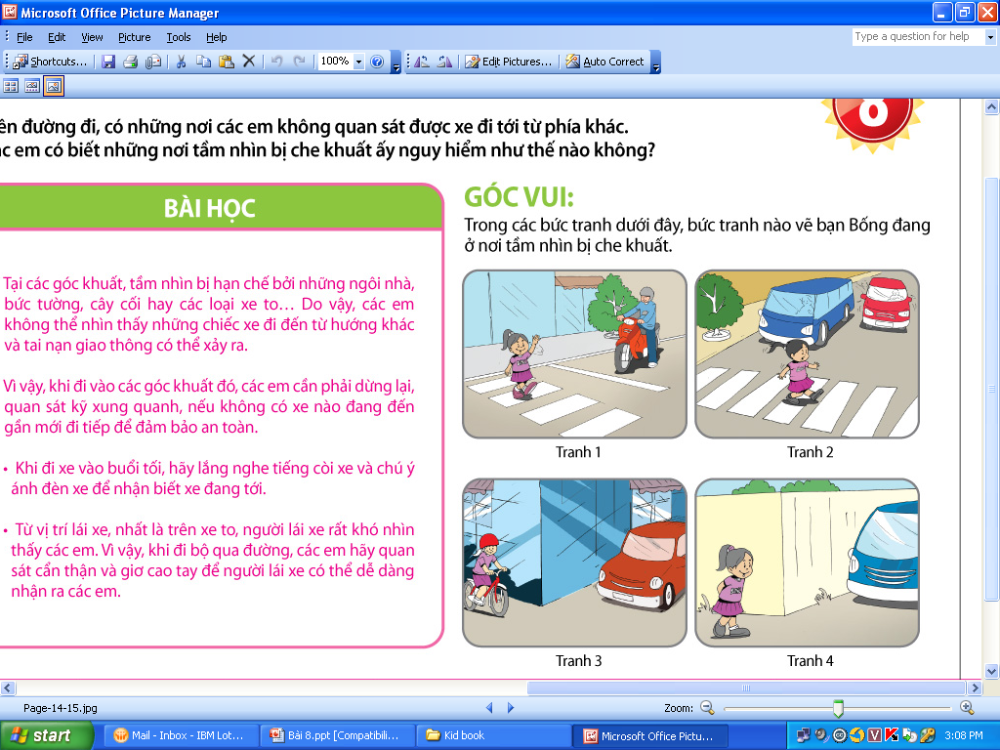 Microsoft Office Picture Manager
File Edit View Picture Tools Help
Type a question for help
Shortcuts... 100% Edit Pictures... Auto Correct
ên đường đi, có những nơi các em không quan sát được xe đi tới từ phía khác.
c em có biết những nơi tầm nhìn bị che khuất ấy nguy hiểm như thế nào không?
8
BÀI HỌC
Tại các góc khuất, tầm nhìn bị hạn chế bởi những ngôi nhà,
bức tường, cây cối hay các loại xe to... Do vậy, các em
không thể nhìn thấy những chiếc xe đi đến từ hướng khác
và tai nạn giao thông có thể xảy ra.
Vì vậy, khi đi vào các góc khuất đó, các em cần phải dừng lại,
quan sát kỹ xung quanh, nếu không có xe nào đang đến
gần mới đi tiếp để đảm bảo an toàn.
• Khi đi xe vào buổi tối, hãy lắng nghe tiếng còi xe và chú ý
ánh đèn xe để nhận biết xe đang tới.
• Từ vị trí lái xe, nhất là trên xe to, người lái xe rất khó nhìn
thấy các em. Vì vậy, khi đi bộ qua đường, các em hãy quan
sát cẩn thận và giơ cao tay để người lái xe có thể dễ dàng
nhận ra các em.
GÓC VUI:
Trong các bức tranh dưới đây, bức tranh nào vẽ bạn Bống đang
ở nơi tầm nhìn bị che khuất.
Tranh 1
Tranh 2
Tranh 3
Tranh 4
Page-14-15.jpg
Zoom:
start
Mail - Inbox - IBM Lot...
Bài 8.ppt [Compatibili...
Kid book
Microsoft Office Pictu...
3:08 PM